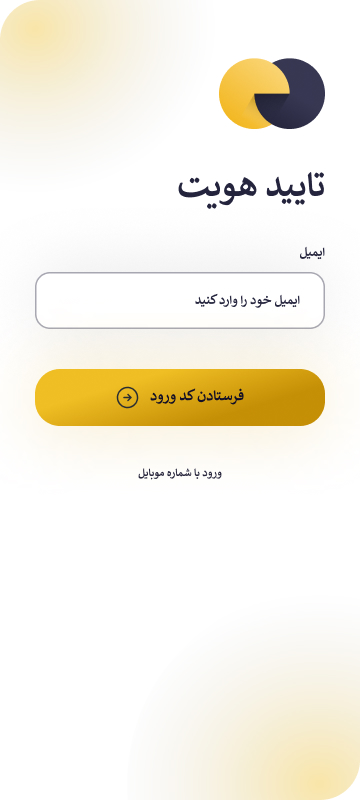 تایید هویت
ایمیل
ایمیل خود را وارد کنید
فرستادن کد ورود
ورود با شماره موبایل